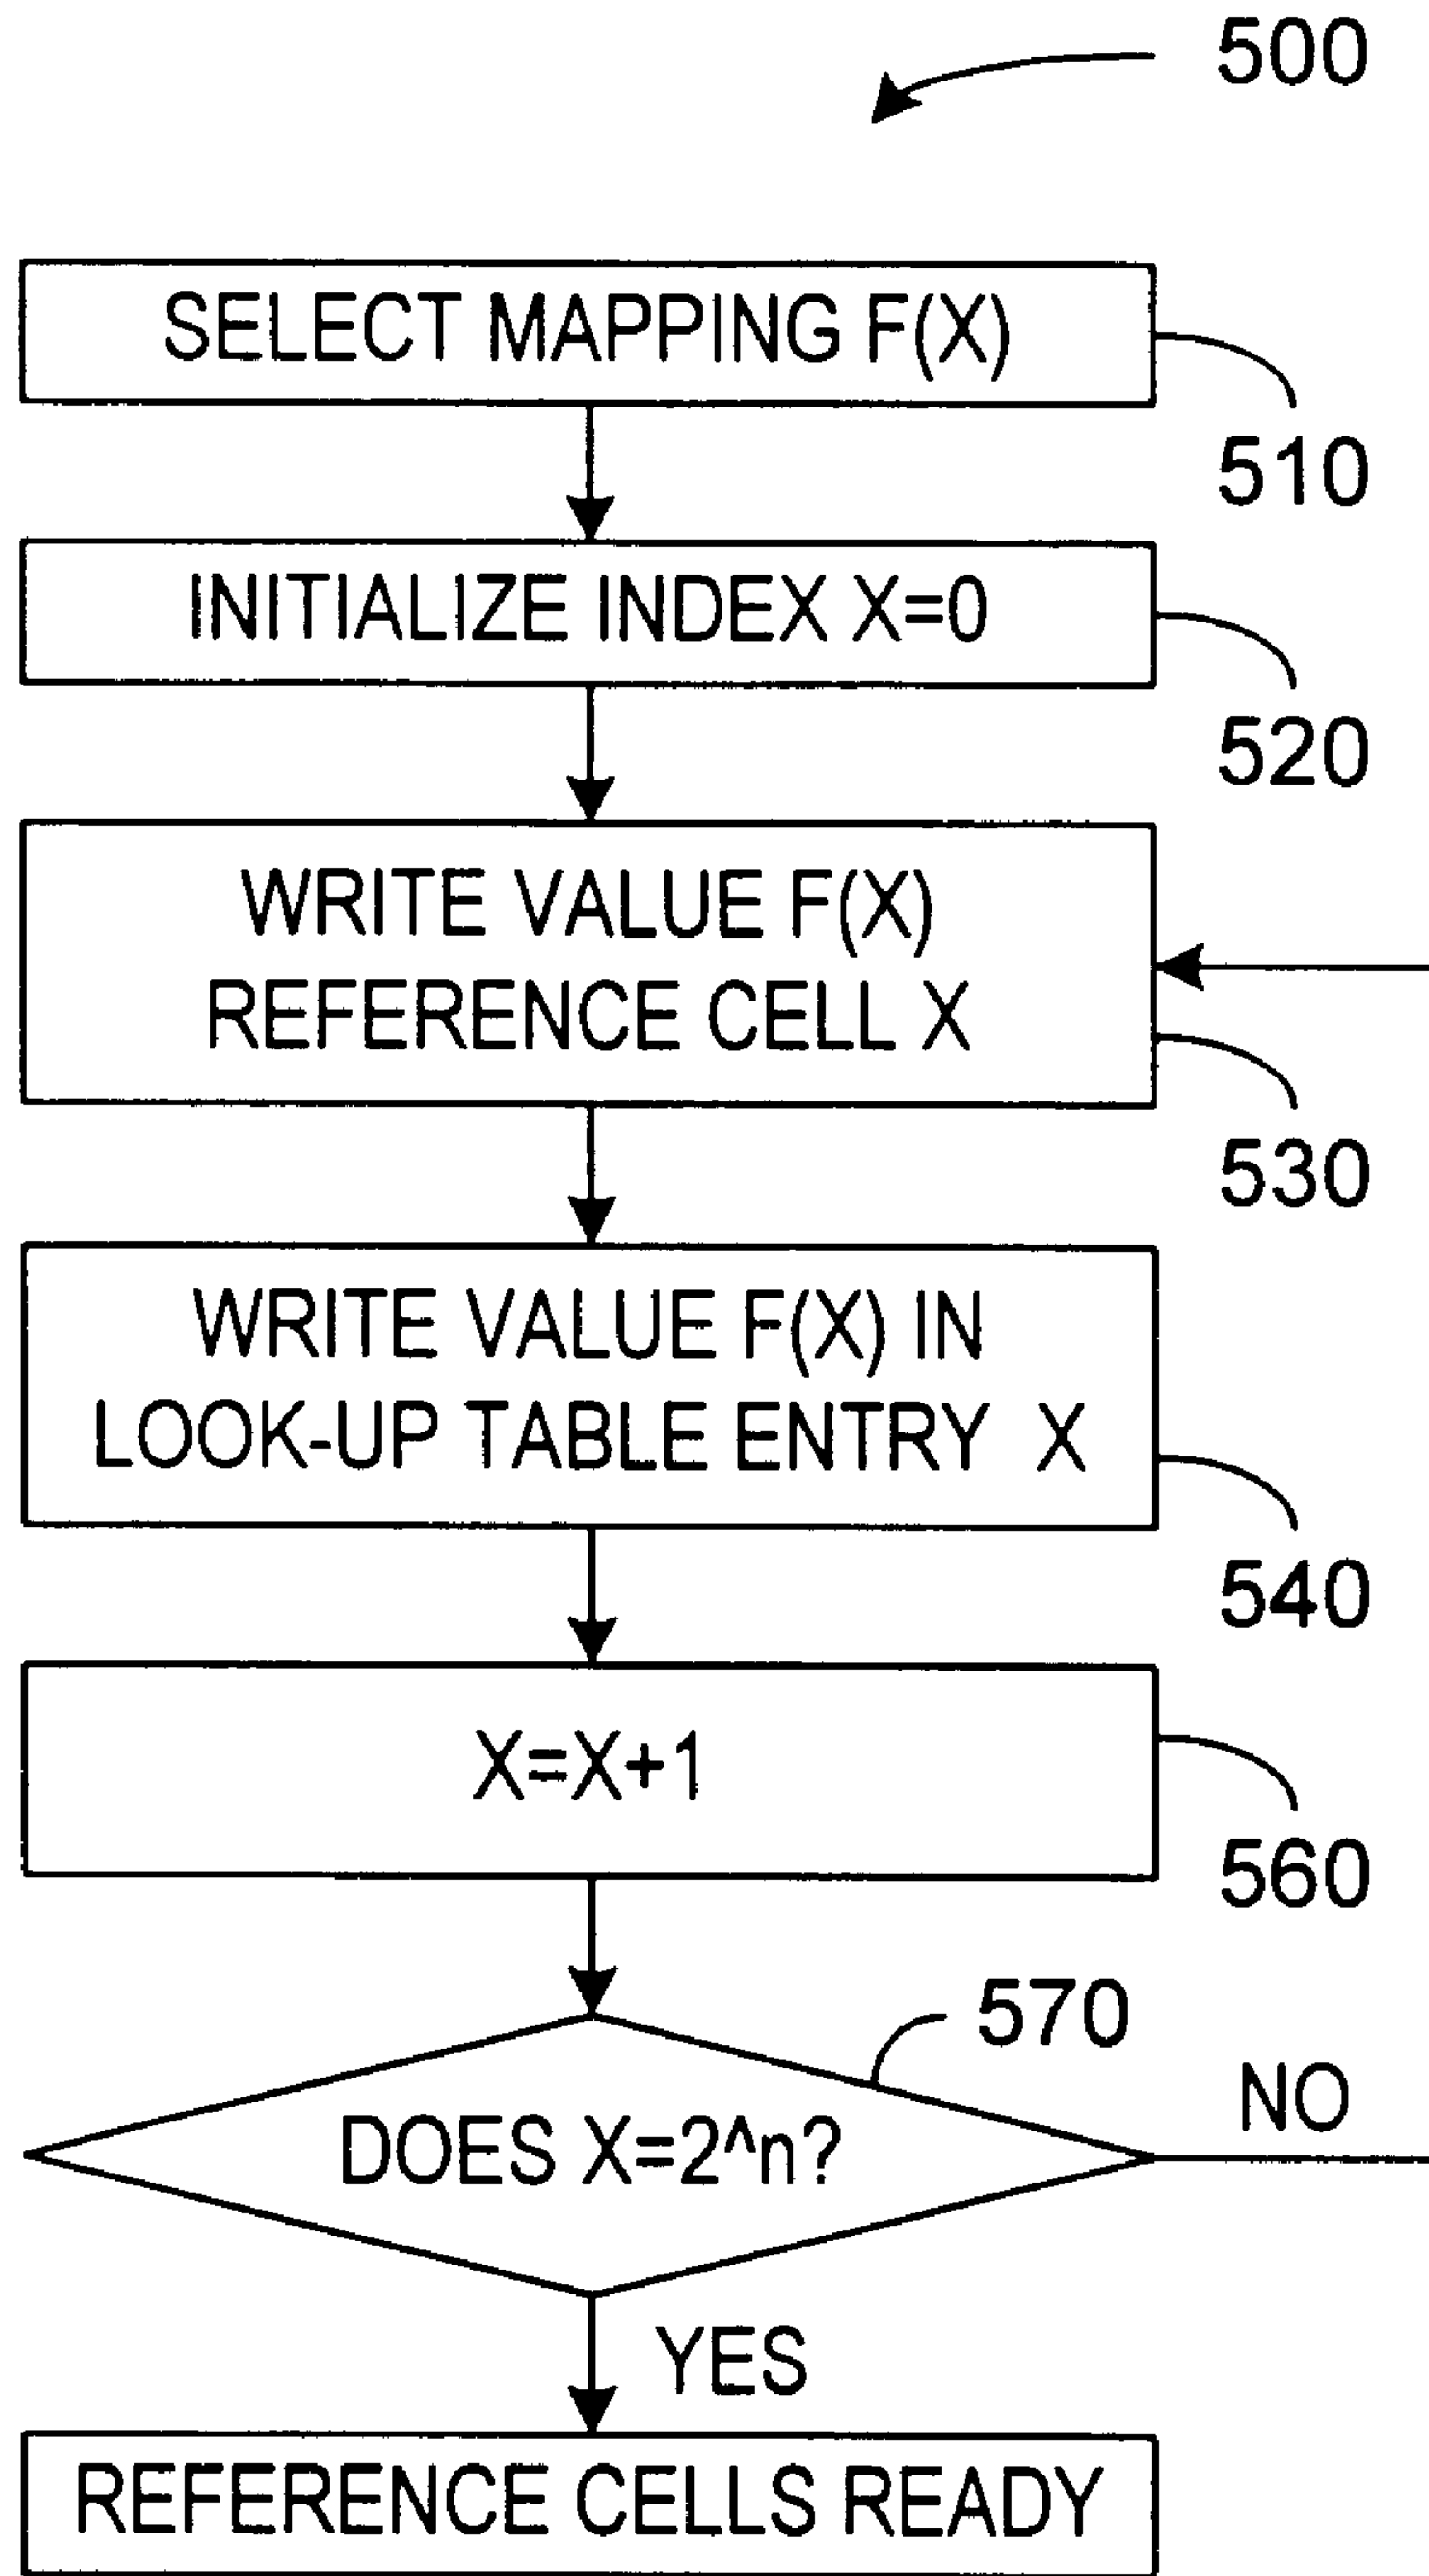 500
SELECT MAPPING F(X)
510
INITIALIZE INDEX X=0
520
WRITE VALUE F(X)
REFERENCE CELL X
530
WRITE VALUE F(X) IN
LOOK-UP TABLE ENTRY X
540
X=X+1
560
570
DOES X=2^n?
NO
YES
REFERENCE CELLS READY